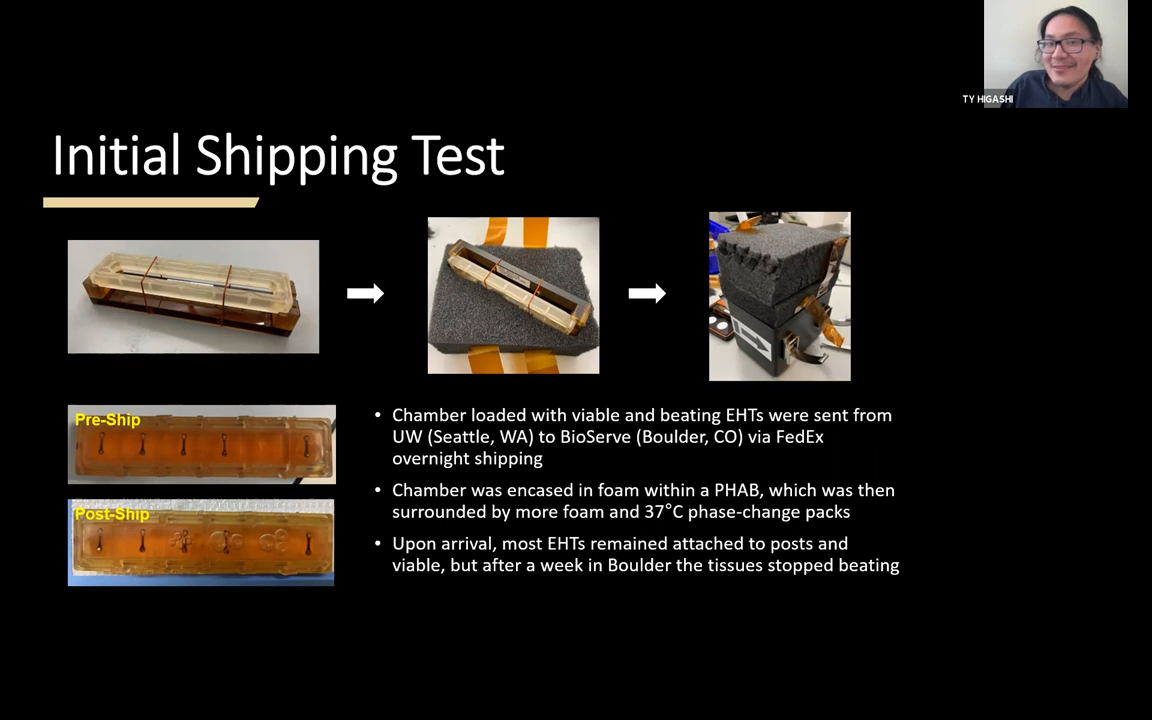 TY HIGASHI
Initial Shipping Test
Pre-Ship
Post-Ship
• Chamber loaded with viable and beating EHTs were sent from
UW (Seattle, WA) to BioServe (Boulder, CO) via FedEx
overnight shipping
• Chamber was encased in foam within a PHAB, which was then
surrounded by more foam and 37°C phase-change packs
• Upon arrival, most EHTs remained attached to posts and
viable, but after a week in Boulder the tissues stopped beating